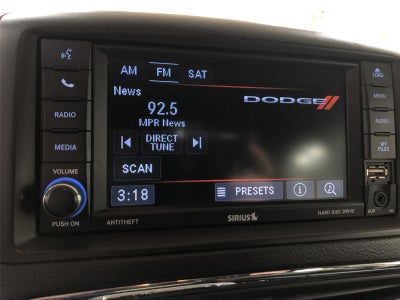 AM FM SAT
News
92.5
MPR News
DODGE
DIRECT
TUNE
SCAN
3:18
PRESETS
RADIO
MEDIA
VOLUME
PUSH ON
ANTITHEFT
SIRIUS
HARD DISC DRIVE
LOAD
MENU
AUDIO
MY
FILES
AUX